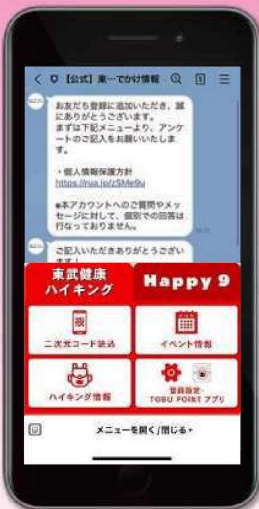 【公式】東…でかけ情報
お友だち登録に追加いただき、誠
にありがとうございます。
まずは下記メニューより、アンケ
ートのご記入をお願いいたしま
す。
・個人情報保護方針
※本アカウントへのご質問やメッ
セージに対して、個別での回答は
行なっておりません。
ご記入いただきありがとうござい
ます！
東武健康
ハイキング
Happy 9
二次元コード読込
イベント情報
ハイキング情報
登録設定・
TOBU POINT アプリ
メニューを開く/閉じる▾